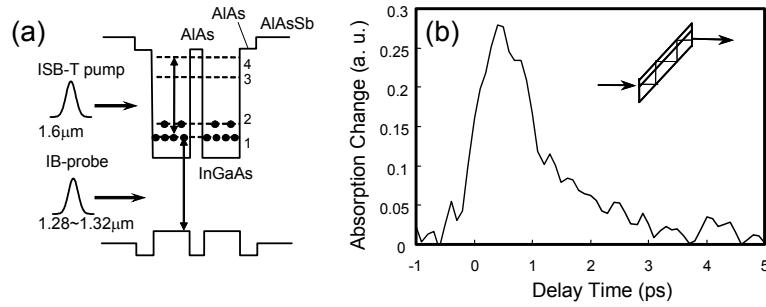 (a)
AlAs
AlAs
AlAsSb
ISB-T pump
1.6μm
IB-probe
1.28~1.32μm
4
3
2
1
InGaAs
(b)
Absorption Change (a. u.)
0.3
0.25
0.2
0.15
0.1
0.05
0
-1
0
1
2
3
4
5
Delay Time (ps)